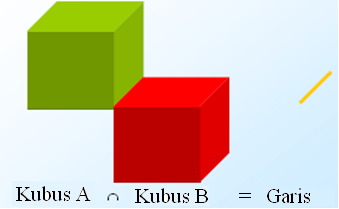 Kubus A ∩ Kubus B = Garis